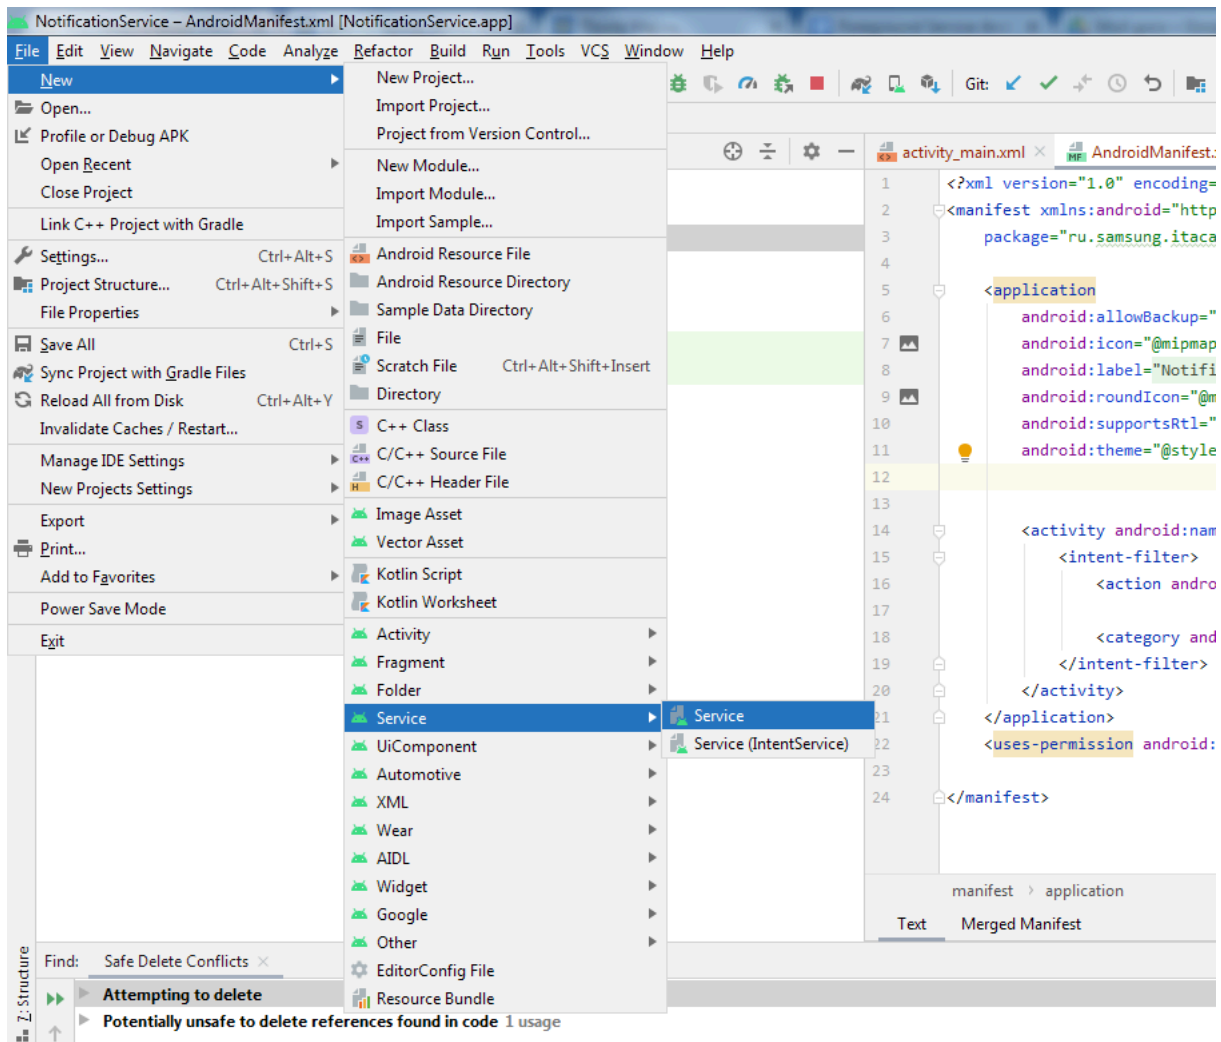 NotificationService – AndroidManifest.xml [NotificationService.app]
File Edit View Navigate Code Analyze Refactor Build Run Tools VCS Window Help
New
Open...
Profile or Debug APK
Open Recent
Close Project
Link C++ Project with Gradle
Settings... Ctrl+Alt+S
Project Structure... Ctrl+Alt+Shift+S
File Properties
Save All Ctrl+S
Sync Project with Gradle Files
Reload All from Disk Ctrl+Alt+Y
Invalidate Caches / Restart...
Manage IDE Settings
New Projects Settings
Export
Print...
Add to Favorites
Power Save Mode
Exit
New Project...
Import Project...
Project from Version Control...
New Module...
Import Module...
Import Sample...
Android Resource File
Android Resource Directory
Sample Data Directory
File
Scratch File Ctrl+Alt+Shift+Insert
Directory
S C++ Class
C++ C/C++ Source File
H C/C++ Header File
Image Asset
Vector Asset
Kotlin Script
Kotlin Worksheet
Activity
Fragment
Folder
Service
UiComponent
Automotive
XML
Wear
AIDL
Widget
Google
Other
EditorConfig File
Resource Bundle
Service
Service (IntentService)
Git:
activity_main.xml
MF AndroidManifest.
1 <?xml version="1.0" encoding=
2 <manifest xmlns:android="http
3 package="ru.samsung.itaca
4
5 <application
6 android:allowBackup="
7 android:icon="@mipmap
8 android:label="Notifi
9 android:roundIcon="@m
10 android:supportsRtl="
11 android:theme="@style
12
13
14 <activity android:nam
15 <intent-filter>
16 <action andro
17
18 <category and
19 </intent-filter>
20 </activity>
21 </application>
22 <uses-permission android:
23
24 </manifest>
manifest › application
Text Merged Manifest
Z: Structure
Find: Safe Delete Conflicts
Attempting to delete
Potentially unsafe to delete references found in code 1 usage